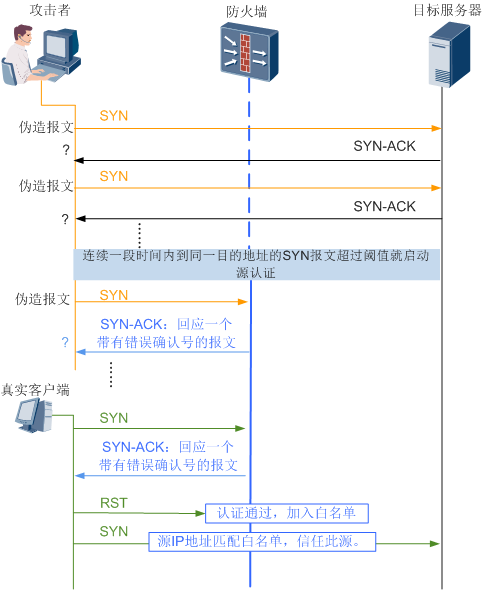 攻击者
防火墙
目标服务器
SYN
伪造报文
SYN-ACK
?
SYN
伪造报文
SYN-ACK
?
连续一段时间内到同一目的地址的SYN报文超过阈值就启动
源认证
伪造报文
SYN
SYN-ACK：回应一个
带有错误确认号的报文
?
真实客户端
SYN
SYN-ACK：回应一个
带有错误确认号的报文
RST
认证通过，加入白名单
SYN
源IP地址匹配白名单，信任此源。